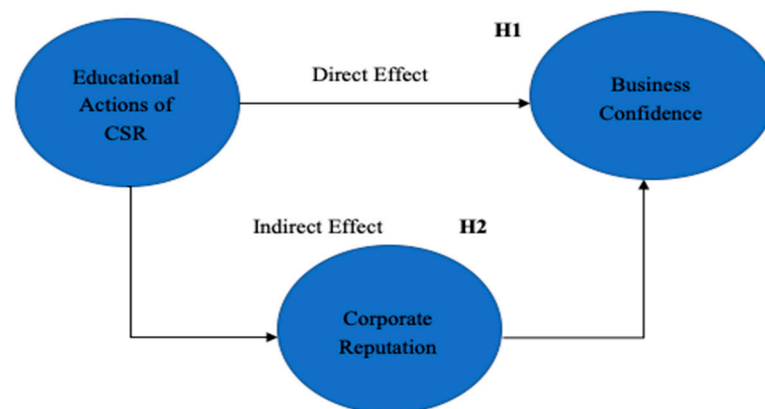 H1
Educational
Actions of
CSR
Direct Effect
Business
Confidence
Indirect Effect
H2
Corporate
Reputation